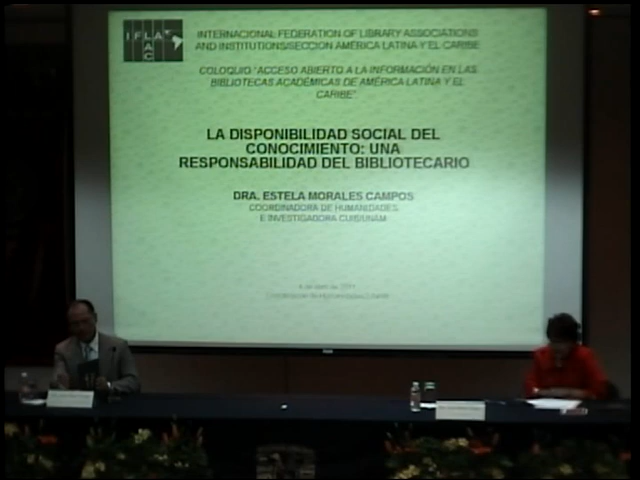 IFLA
LAC
INTERNACIONAL FEDERATION OF LIBRARY ASSOCIATIONS
AND INSTITUTIONS/SECCION AMÉRICA LATINA Y EL CARIBE
COLOQUIO "ACCESO ABIERTO A LA INFORMACIÓN EN LAS
BIBLIOTECAS ACADÉMICAS DE AMÉRICA LATINA Y EL
CARIBE"
LA DISPONIBILIDAD SOCIAL DEL
CONOCIMIENTO: UNA
RESPONSABILIDAD DEL BIBLIOTECARIO
DRA. ESTELA MORALES CAMPOS
COORDINADORA DE HUMANIDADES
E INVESTIGADORA CUIB/UNAM